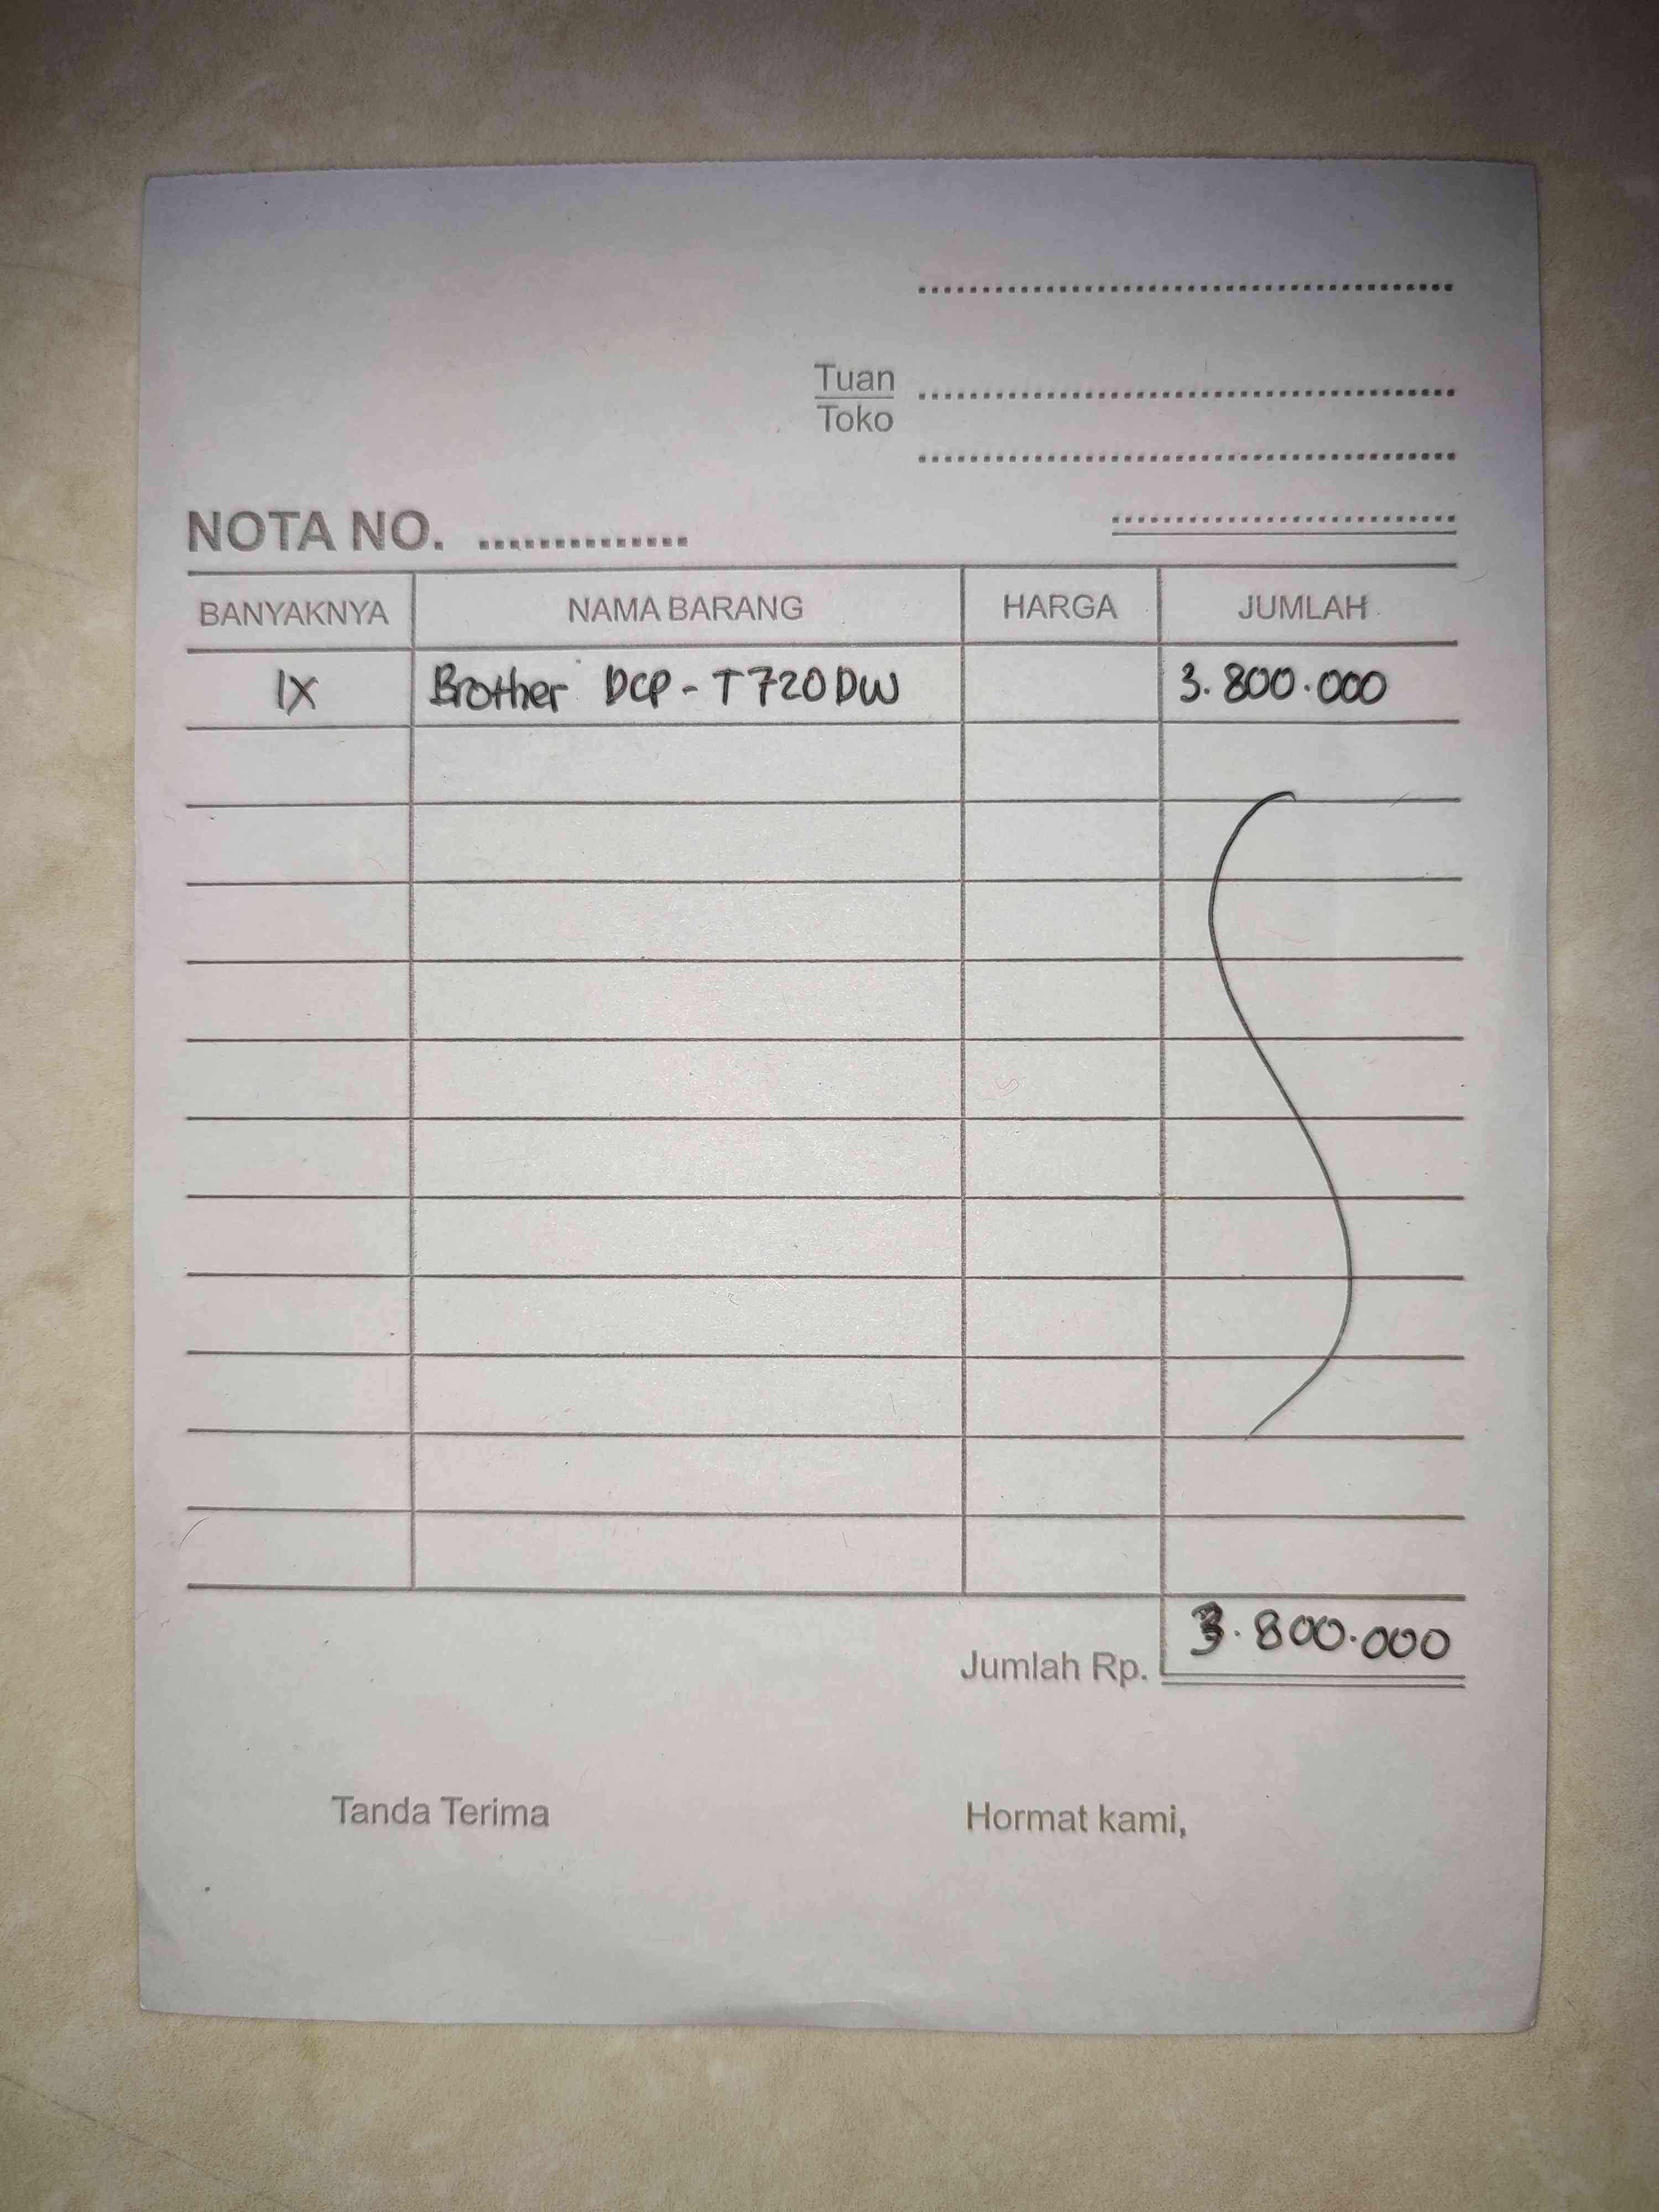 Tuan
Toko
NOTA NO. ..............
BANYAKNYA NAMA BARANG HARGA JUMLAH
1X Brother DCP-T720DW 3.800.000
Jumlah Rp. 3.800.000
Tanda Terima Hormat kami,